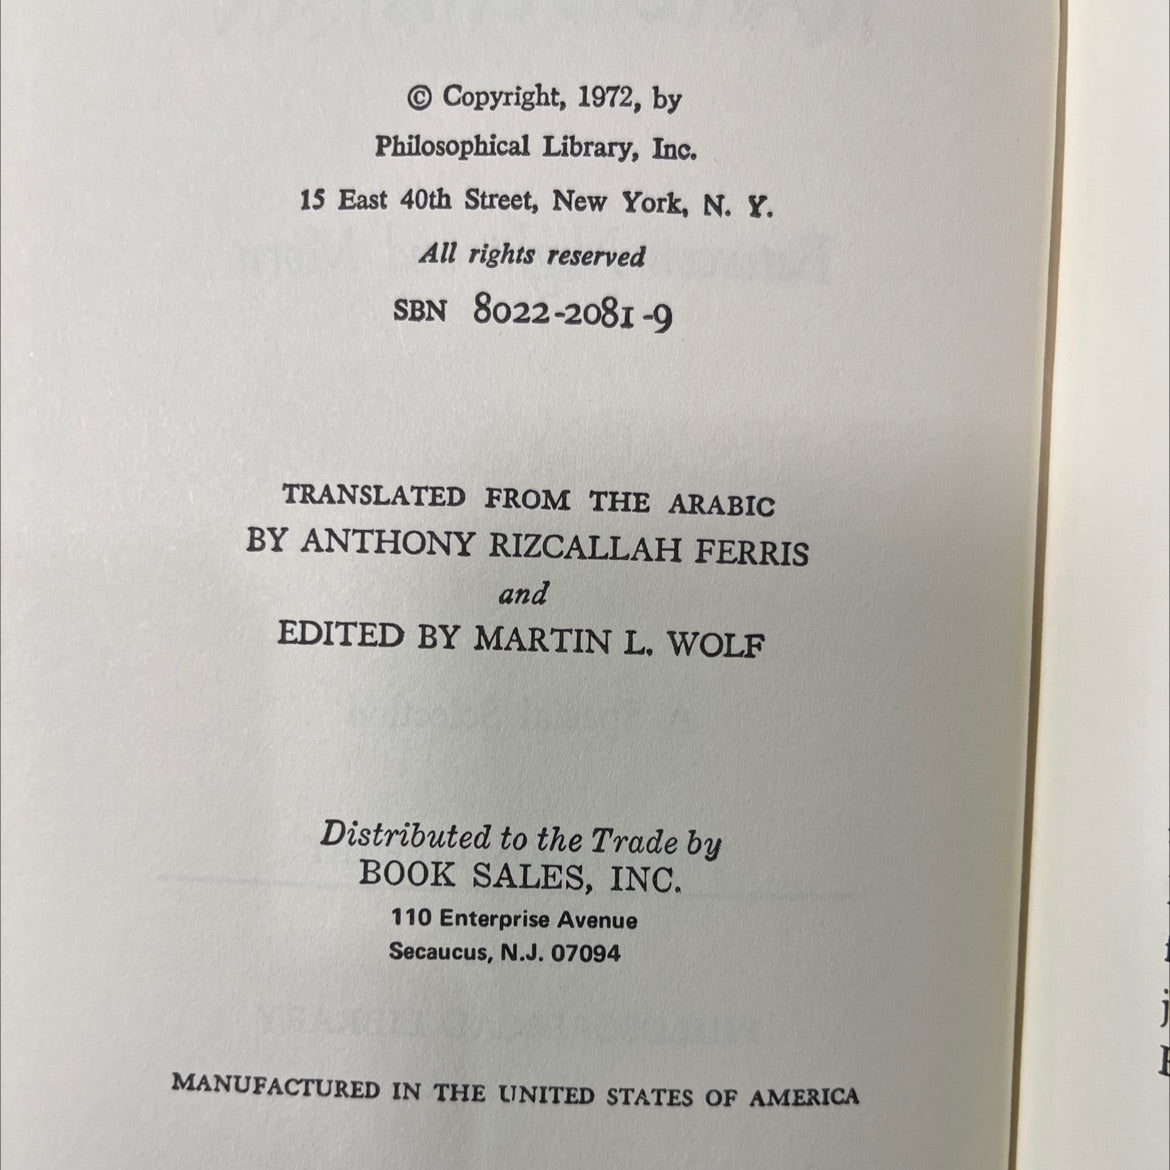 © Copyright, 1972, by
Philosophical Library, Inc.
15 East 40th Street, New York, N. Y.
All rights reserved
SBN 8022-2081-9
TRANSLATED FROM THE ARABIC
BY ANTHONY RIZCALLAH FERRIS
and
EDITED BY MARTIN L. WOLF
Distributed to the Trade by
BOOK SALES, INC.
110 Enterprise Avenue
Secaucus, N.J. 07094
MANUFACTURED IN THE UNITED STATES OF AMERICA